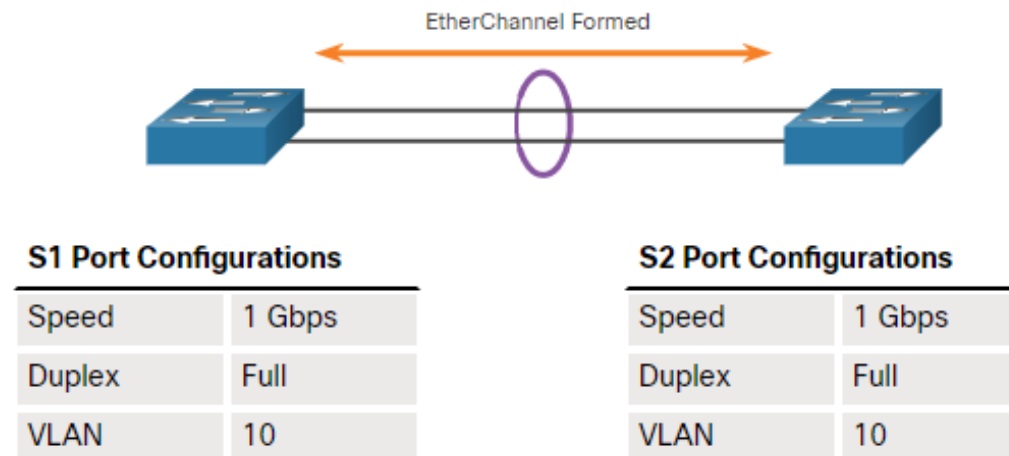 EtherChannel Formed
S1 Port Configurations
Speed 1 Gbps
Duplex Full
VLAN 10
S2 Port Configurations
Speed 1 Gbps
Duplex Full
VLAN 10